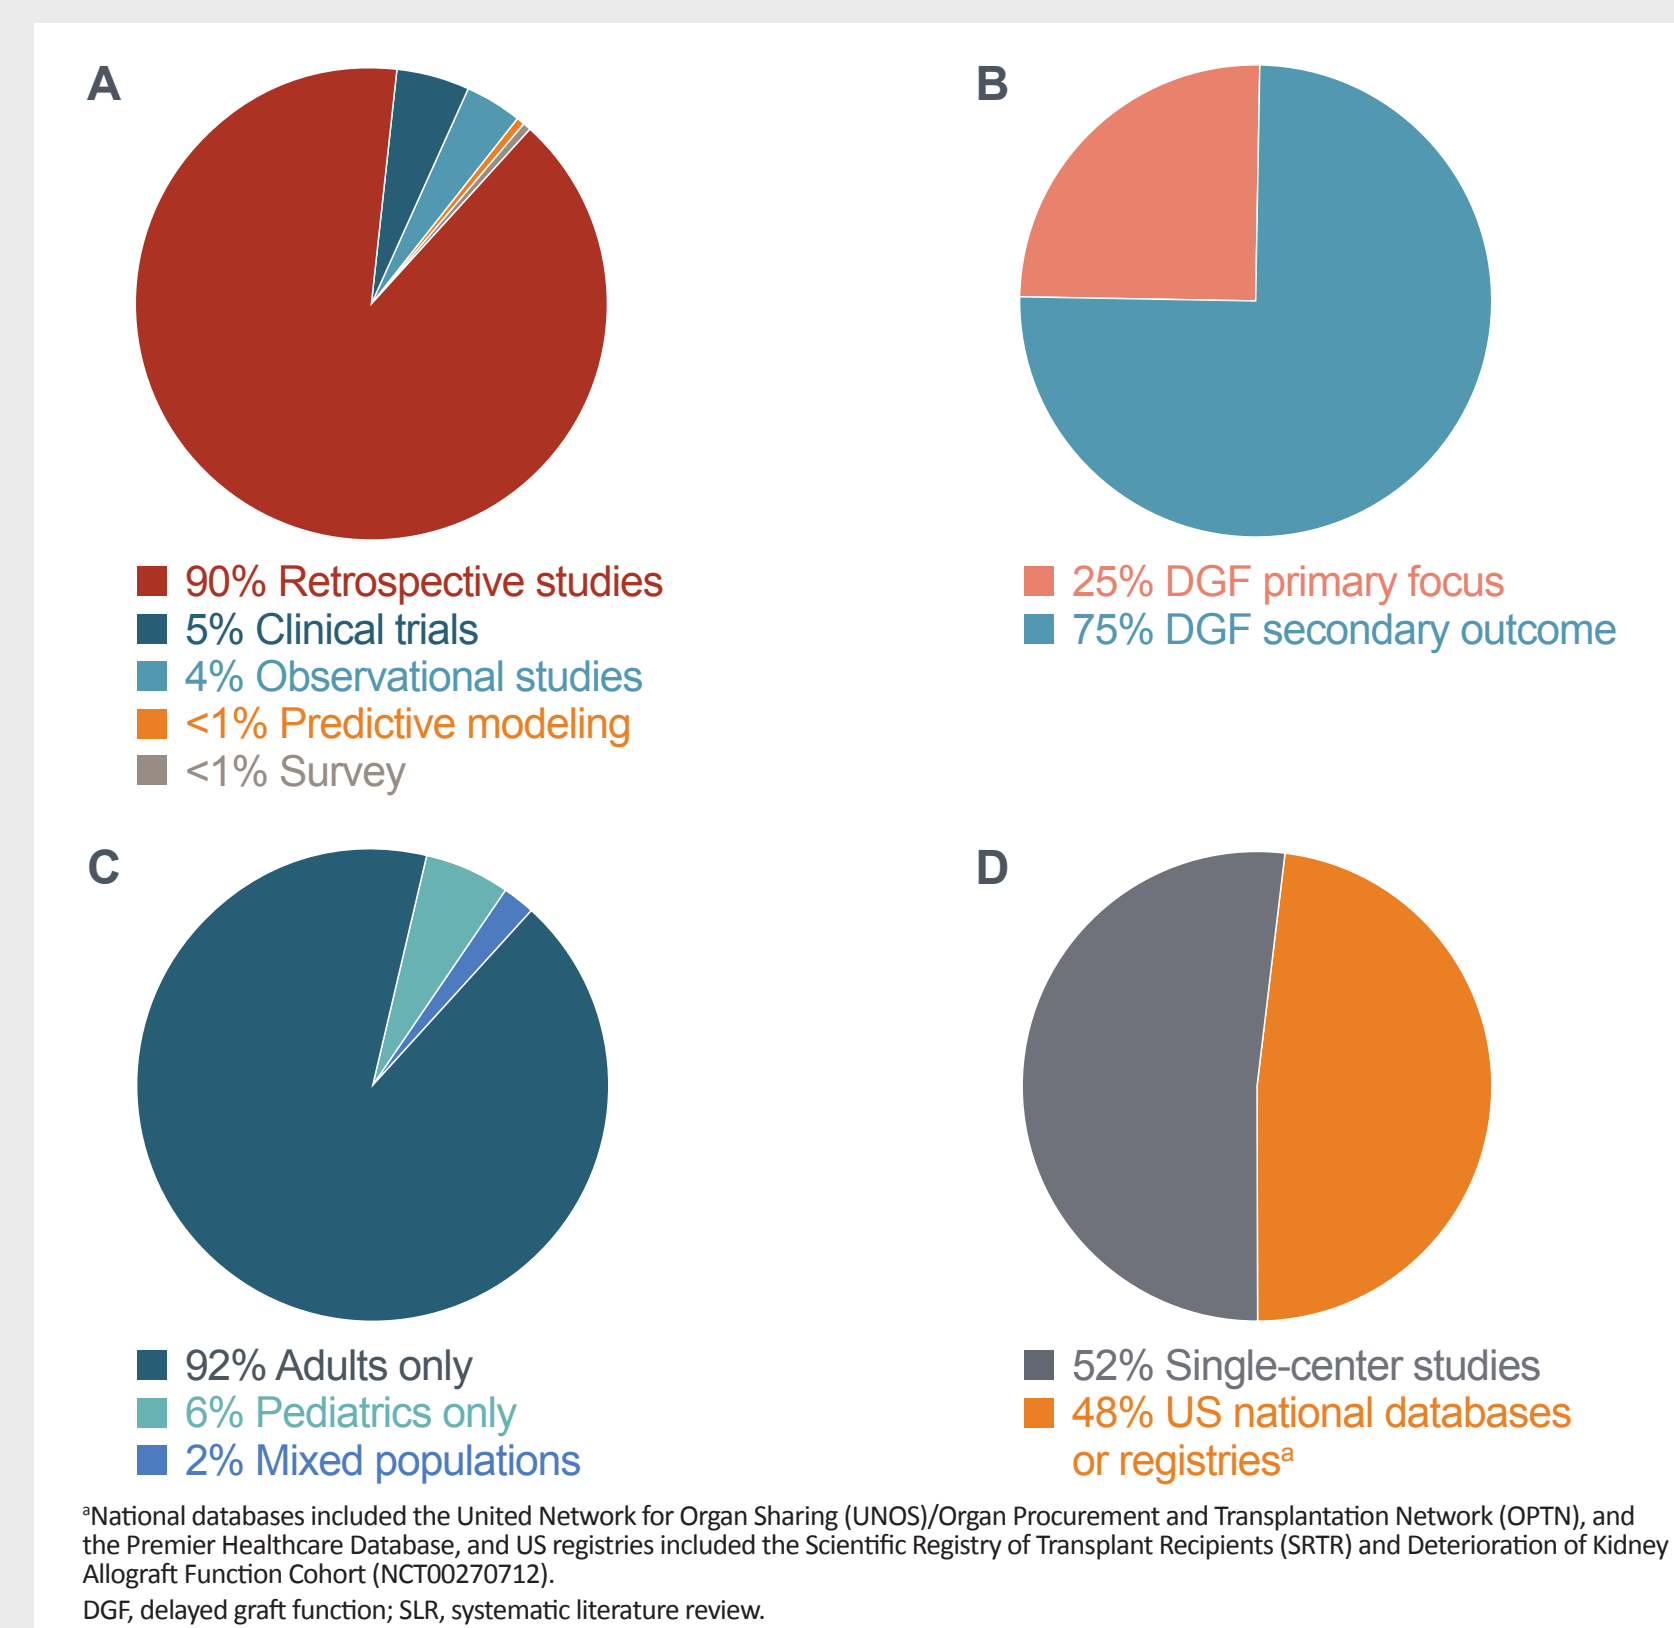 A
90% Retrospective studies
5% Clinical trials
4% Observational studies
<1% Predictive modeling
<1% Survey
B
25% DGF primary focus
75% DGF secondary outcome
C
92% Adults only
6% Pediatrics only
2% Mixed populations
D
52% Single-center studies
48% US national databases
or registriesᵃ
ᵃNational databases included the United Network for Organ Sharing (UNOS)/Organ Procurement and Transplantation Network (OPTN), and
the Premier Healthcare Database, and US registries included the Scientific Registry of Transplant Recipients (SRTR) and Deterioration of Kidney
Allograft Function Cohort (NCT00270712).
DGF, delayed graft function; SLR, systematic literature review.